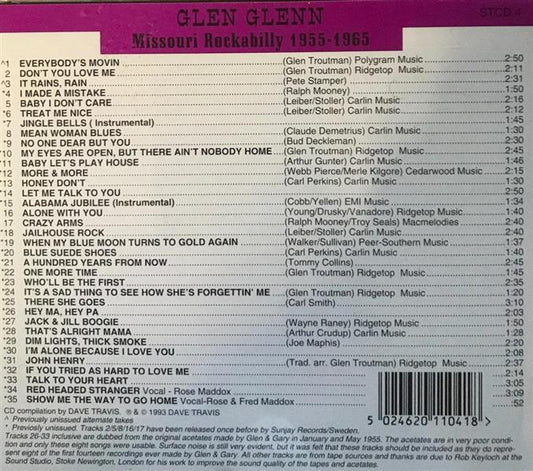 GLEN GLENN
STCD 4
Missouri Rockabilly 1955-1965
^1 EVERYBODY'S MOVIN (Glen Troutman) Polygram Music 2:50
2 DON'T YOU LOVE ME (Glen Troutman) Ridgetop Music 2:11
^3 IT RAINS, RAIN (Pete Stamper) 2:31
*4 I MADE A MISTAKE (Ralph Mooney) 1:50
5 BABY I DON'T CARE (Leiber/Stoller) Carlin Music 2:16
*6 TREAT ME NICE (Leiber/Stoller) Carlin Music 2:12
*7 JINGLE BELLS ( Instrumental)
8 MEAN WOMAN BLUES (Claude Demetrius) Carlin Music 1:30
*9 NO ONE DEAR BUT YOU (Bud Deckleman) 2:30
*10 MY EYES ARE OPEN, BUT THERE AIN'T NOBODY HOME (Glen Troutman) Ridgetop Music 2:45
*11 BABY LET'S PLAY HOUSE (Arthur Gunter) Carlin Music 1:46
*12 MORE & MORE (Webb Pierce/Merle Kilgore) Cedarwood Music 2:15
*13 HONEY DON'T (Carl Perkins) Carlin Music
*14 LET ME TALK TO YOU 2:50
*15 ALABAMA JUBILEE (Instrumental) (Cobb/Yellen) EMI Music 1:34
16 ALONE WITH YOU (Young/Drusky/Vanadore) Ridgetop Music 1:40
17 CRAZY ARMS (Ralph Mooney/Troy Seals) Macmelodies 2:40
*18 JAILHOUSE ROCK (Leiber/Stoller) Carlin Music 2:40
*19 WHEN MY BLUE MOON TURNS TO GOLD AGAIN (Walker/Sullivan) Peer-Southern Music 1:37
*20 BLUE SUEDE SHOES (Carl Perkins) Carlin Music 1:40
*21 A HUNDRED YEARS FROM NOW (Tommy Collins) 2:45
*22 ONE MORE TIME (Glen Troutman) Ridgetop Music 1:45
*23 WHO'LL BE THE FIRST 2:35
*24 IT'S A SAD THING TO SEE HOW SHE'S FORGETTIN' ME (Glen Troutman) Ridgetop Music 1:20
*25 THERE SHE GOES (Carl Smith) 3:10
*26 HEY MA, HEY PA 2:03
*27 JACK & JILL BOOGIE (Wayne Raney) Ridgetop Music 1:50
*28 THAT'S ALRIGHT MAMA (Arthur Crudup) Carlin Music 1:28
*29 DIM LIGHTS, THICK SMOKE (Joe Maphis) 2:20
*30 I'M ALONE BECAUSE I LOVE YOU 2:08
*31 JOHN HENRY (Trad. arr. Glen Troutman) Ridgetop Music 2:37
*32 IF YOU TRIED AS HARD TO LOVE ME 2:14
*33 TALK TO YOUR HEART 3:05
*34 RED HEADED STRANGER Vocal - Rose Maddox 3:09
*35 SHOW ME THE WAY TO GO HOME Vocal-Rose & Fred Maddox :52
CD compilation by DAVE TRAVIS. ℗ & © 1993 DAVE TRAVIS
^ Previously unissued alternate takes
* Previosly unissued. Tracks 2/5/8/16/17 have been released once before by Sunjay Records/Sweden.
Tracks 26-33 inclusive are dubbed from the original acetates made by Glen & Gary in January and May 1955. The acetates are in very poor condi-
tion and only these eight songs were usable. Surface noise is still very evident, but it was felt that these tracks should be included as they do repre-
sent eight of the first fourteen recordings ever made by Glen & Gary. All other tracks are from tape sources and thanks are due to Rob Keyloch at the
Sound Studio, Stoke Newington, London for his work to improve the sound quality of the tapes and acetates.
5 024620 110418 >